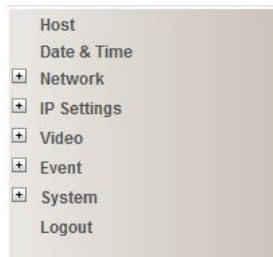 Host
Date & Time
Network
IP Settings
Video
Event
System
Logout